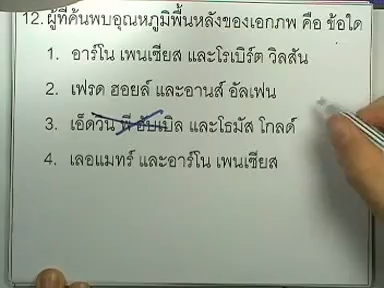 12. ผู้ที่ค้นพบอุณหภูมิพื้นหลังของเอกภพ คือ ข้อใด
1. อาร์โน เพนเซียส และโรเบิร์ต วิลสัน
2. เฟรด ฮอยล์ และฮานส์ อัลเฟน
3. เอ็ดวิน พี ฮับเบิล และโธมัส โกลด์
4. เลอแมทร์ และอาร์โน เพนซียส